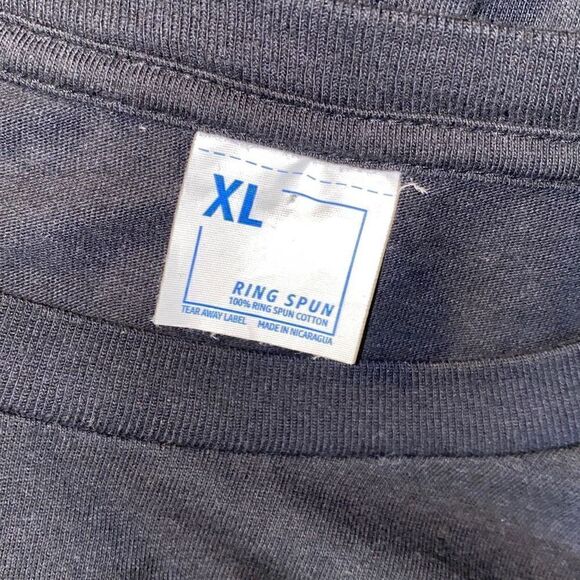 XL
RING SPUN
100% RING SPUN COTTON
TEAR AWAY LABEL MADE IN NICARAGUA